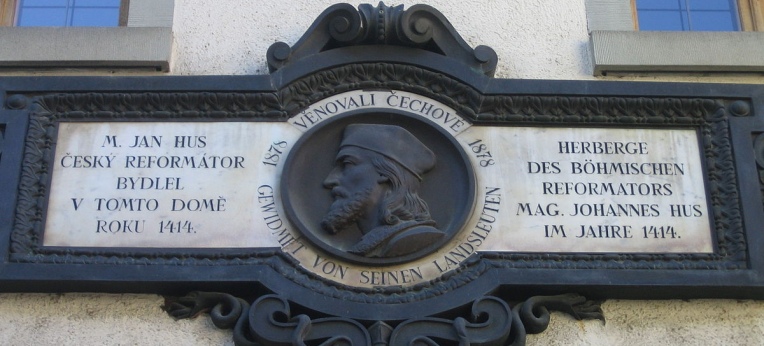 M. JAN HUS
ČESKÝ REFORMÁTOR
BYDLEL
V TOMTO DOMĚ
ROKU 1414.
VĚNOVALI ČECHOVÉ
1878 1878
GEWIDMET VON SEINEN LANDSLEUTEN
HERBERGE
DES BÖHMISCHEN
REFORMATORS
MAG. JOHANNES HUS
IM JAHRE 1414.